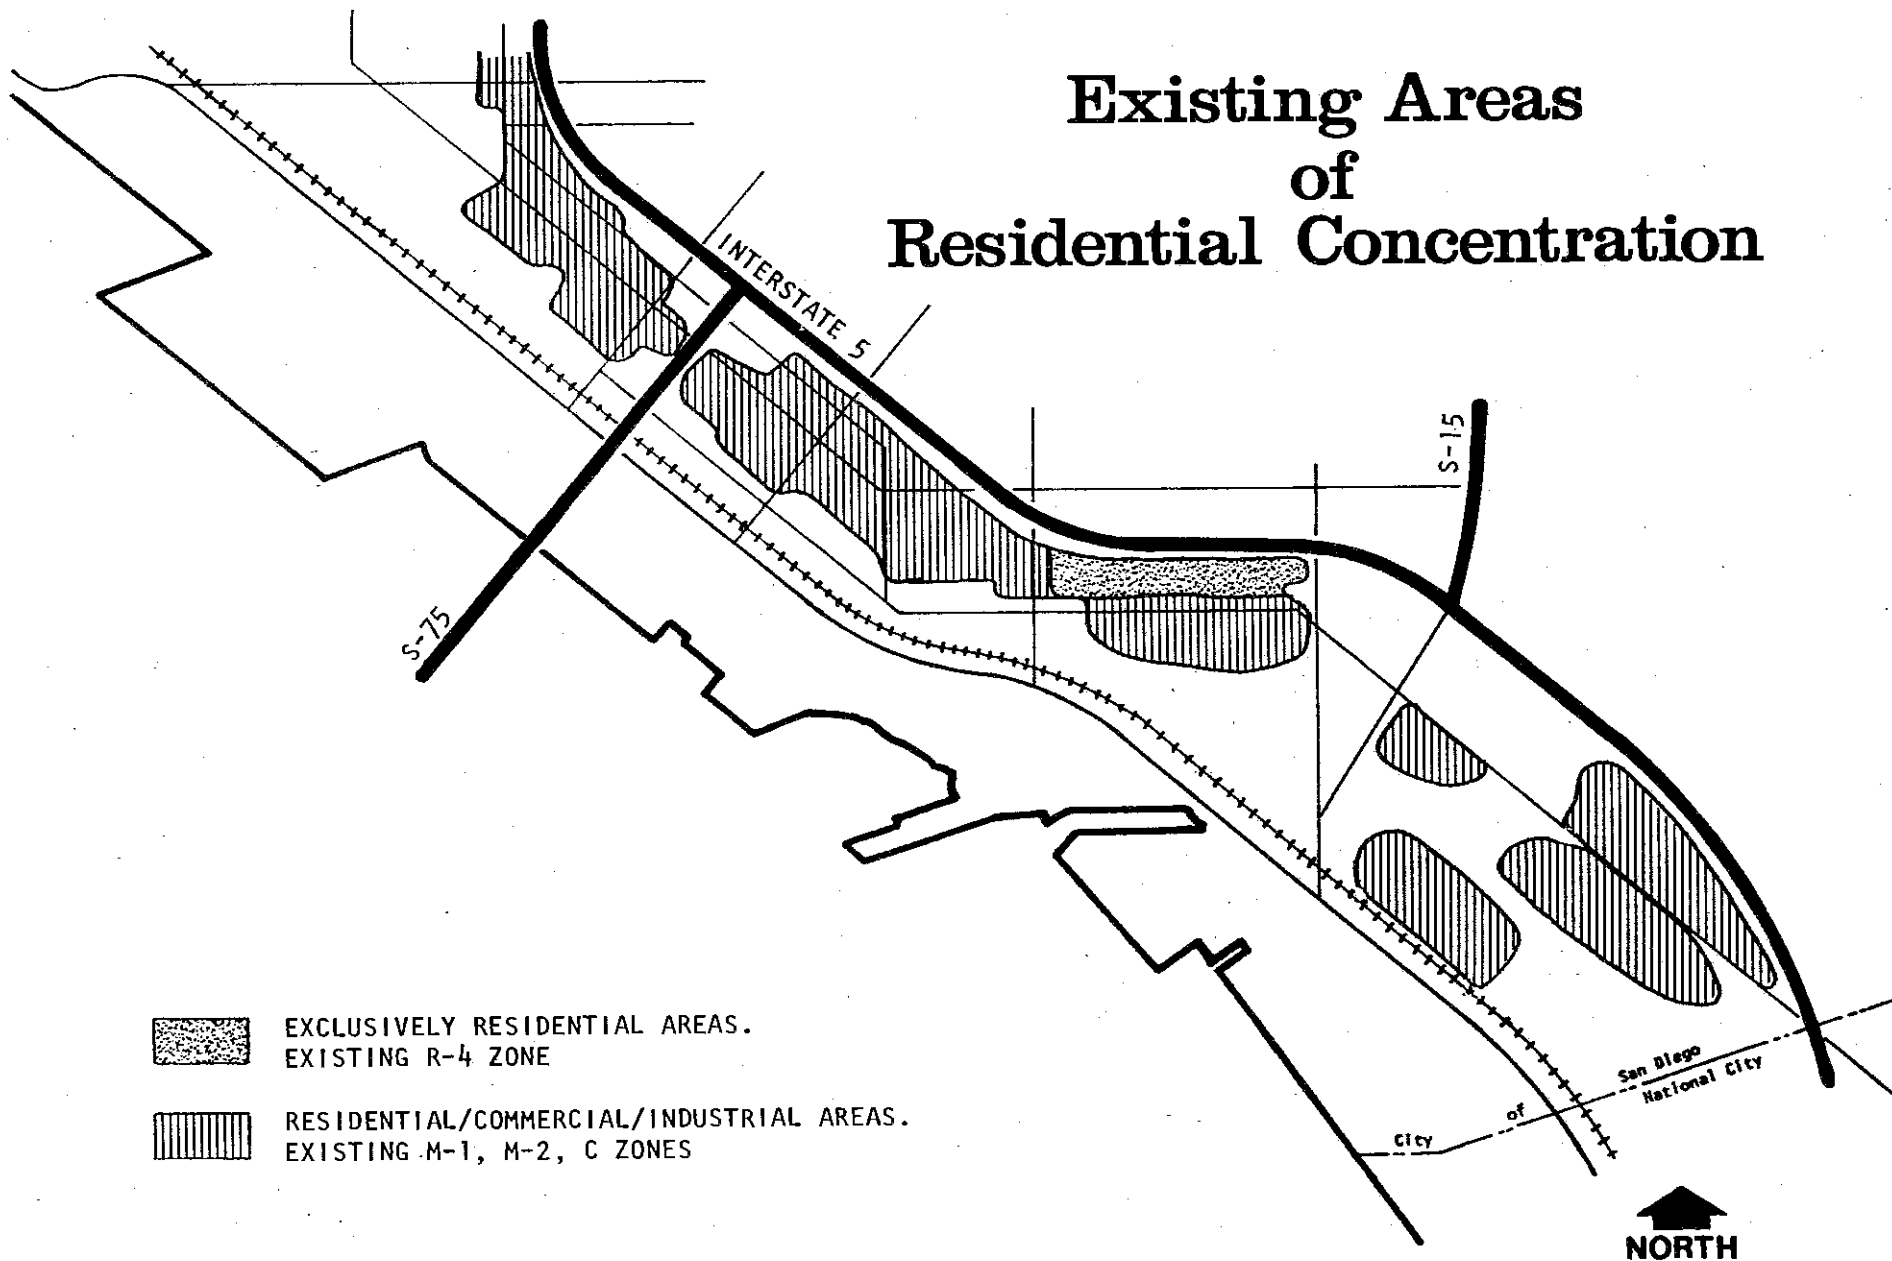 Existing Areas
of
Residential Concentration
INTERSTATE 5
S-15
S-75
EXCLUSIVELY RESIDENTIAL AREAS.
EXISTING R-4 ZONE
RESIDENTIAL/COMMERCIAL/INDUSTRIAL AREAS.
EXISTING M-1, M-2, C ZONES
City of San Diego
National City
NORTH